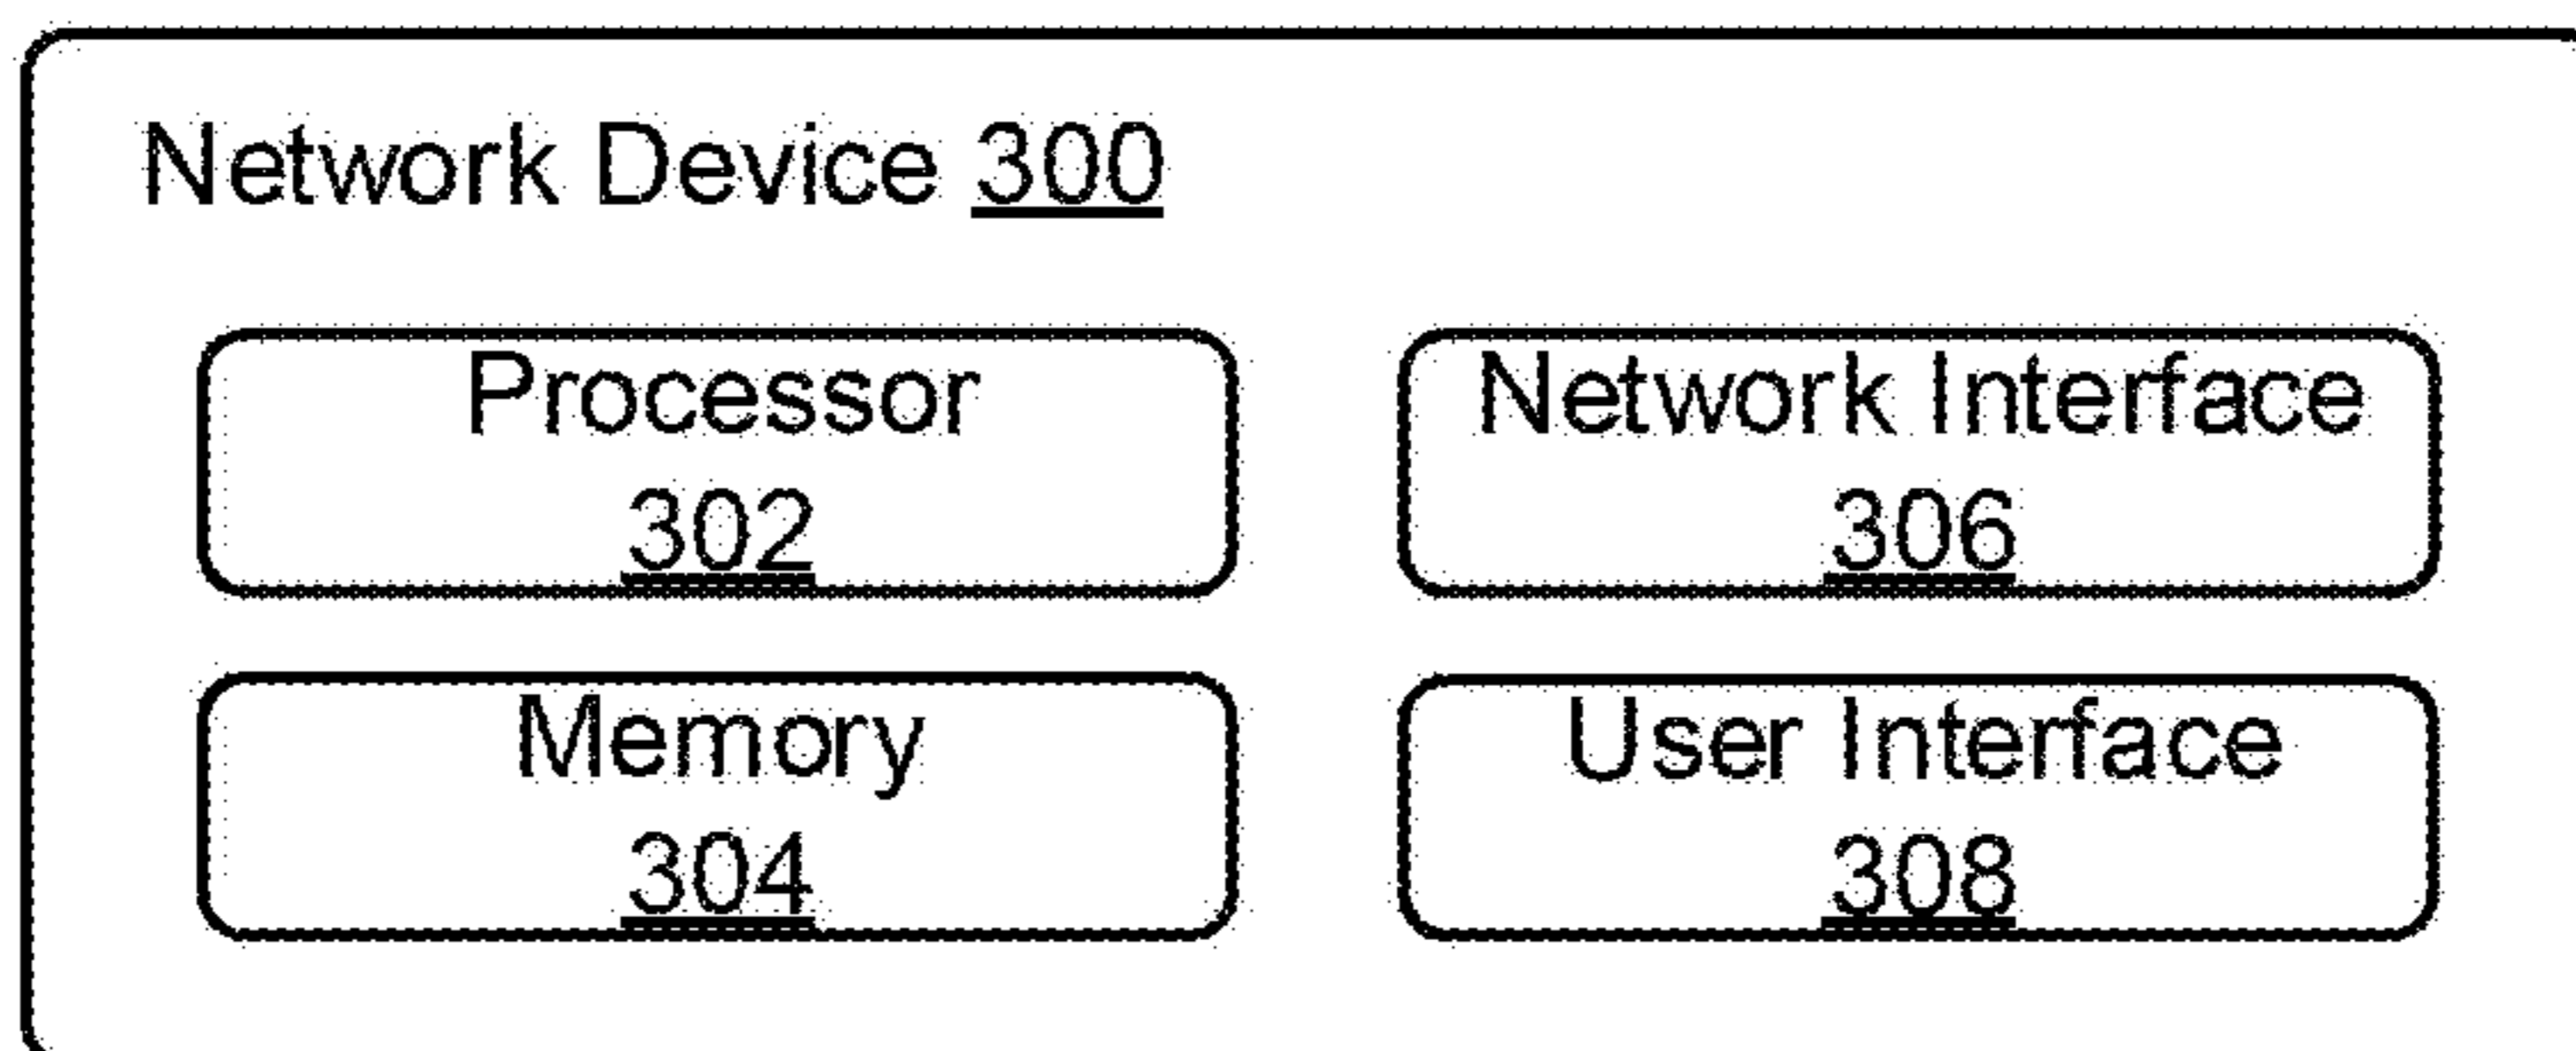 Network Device 300
Processor
302
Network Interface
306
Memory
304
User Interface
308